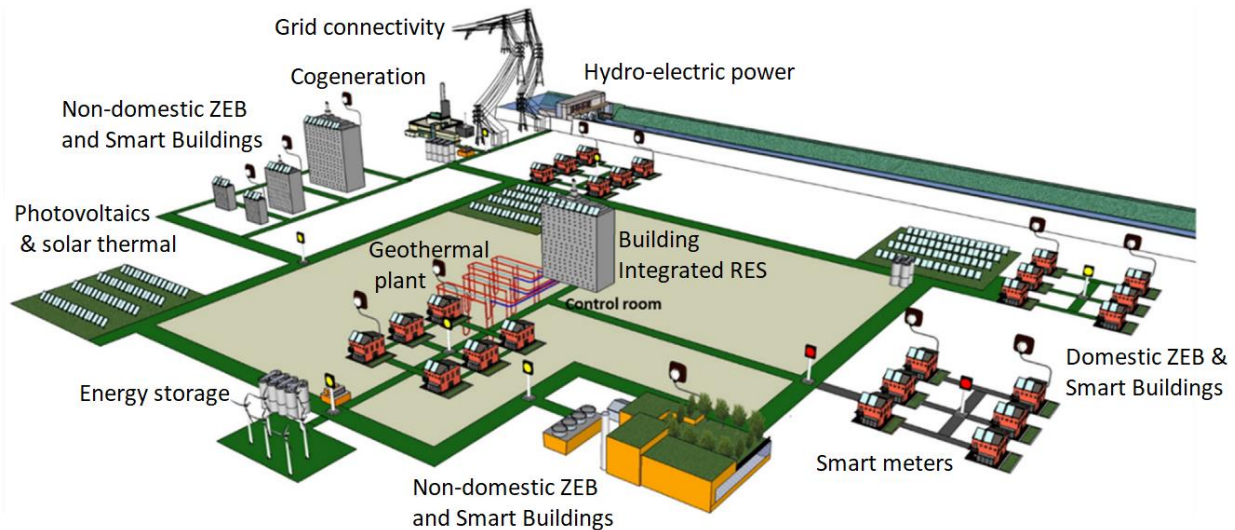 Grid connectivity
Cogeneration
Hydro-electric power
Non-domestic ZEB
and Smart Buildings
Photovoltaics
& solar thermal
Geothermal
plant
Building
Integrated RES
Control room
Energy storage
Domestic ZEB &
Smart Buildings
Smart meters
Non-domestic ZEB
and Smart Buildings